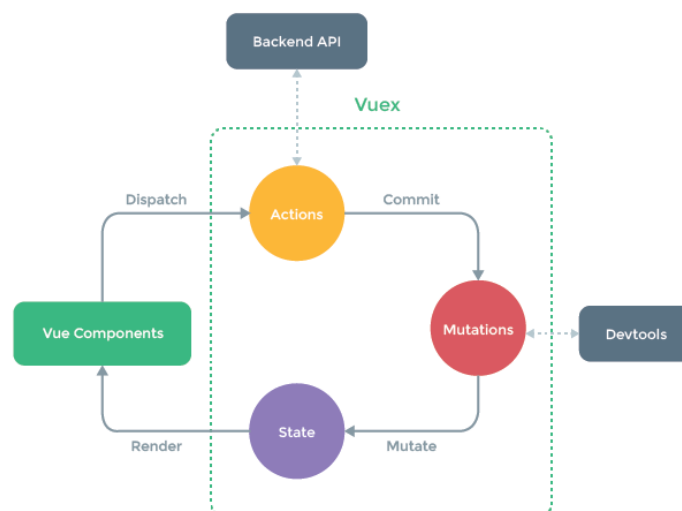 Backend API
Vuex
Dispatch
Actions
Commit
Vue Components
Mutations
Devtools
State
Render
Mutate